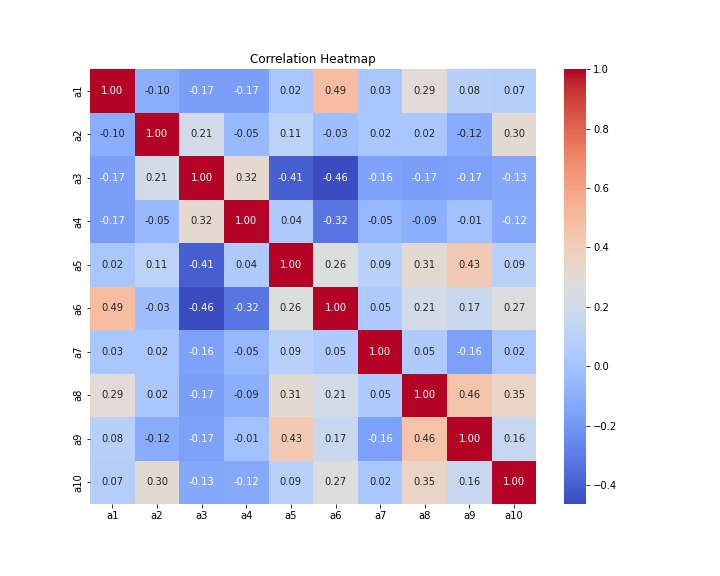 Correlation Heatmap
a1 1.00 -0.10 -0.17 -0.17 0.02 0.49 0.03 0.29 0.08 0.07
a2 -0.10 1.00 0.21 -0.05 0.11 -0.03 0.02 0.02 -0.12 0.30
a3 -0.17 0.21 1.00 0.32 -0.41 -0.46 -0.16 -0.17 -0.17 -0.13
a4 -0.17 -0.05 0.32 1.00 0.04 -0.32 -0.05 -0.09 -0.01 -0.12
a5 0.02 0.11 -0.41 0.04 1.00 0.26 0.09 0.31 0.43 0.09
a6 0.49 -0.03 -0.46 -0.32 0.26 1.00 0.05 0.21 0.17 0.27
a7 0.03 0.02 -0.16 -0.05 0.09 0.05 1.00 0.05 -0.16 0.02
a8 0.29 0.02 -0.17 -0.09 0.31 0.21 0.05 1.00 0.46 0.35
a9 0.08 -0.12 -0.17 -0.01 0.43 0.17 -0.16 0.46 1.00 0.16
a10 0.07 0.30 -0.13 -0.12 0.09 0.27 0.02 0.35 0.16 1.00
a1 a2 a3 a4 a5 a6 a7 a8 a9 a10
1.0
0.8
0.6
0.4
0.2
0.0
−0.2
−0.4